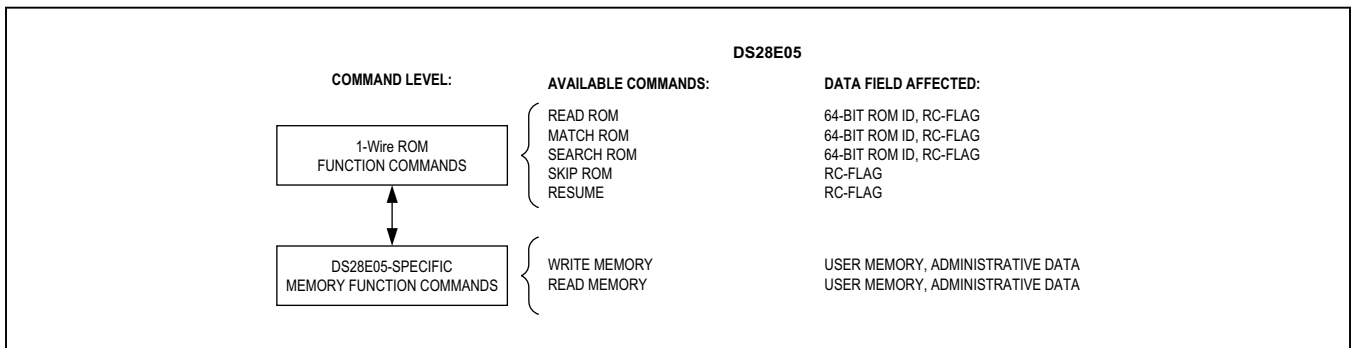 DS28E05
COMMAND LEVEL: AVAILABLE COMMANDS: DATA FIELD AFFECTED:
READ ROM 64-BIT ROM ID, RC-FLAG
MATCH ROM 64-BIT ROM ID, RC-FLAG
SEARCH ROM 64-BIT ROM ID, RC-FLAG
SKIP ROM RC-FLAG
RESUME RC-FLAG
1-Wire ROM
FUNCTION COMMANDS
DS28E05-SPECIFIC
MEMORY FUNCTION COMMANDS
WRITE MEMORY USER MEMORY, ADMINISTRATIVE DATA
READ MEMORY USER MEMORY, ADMINISTRATIVE DATA